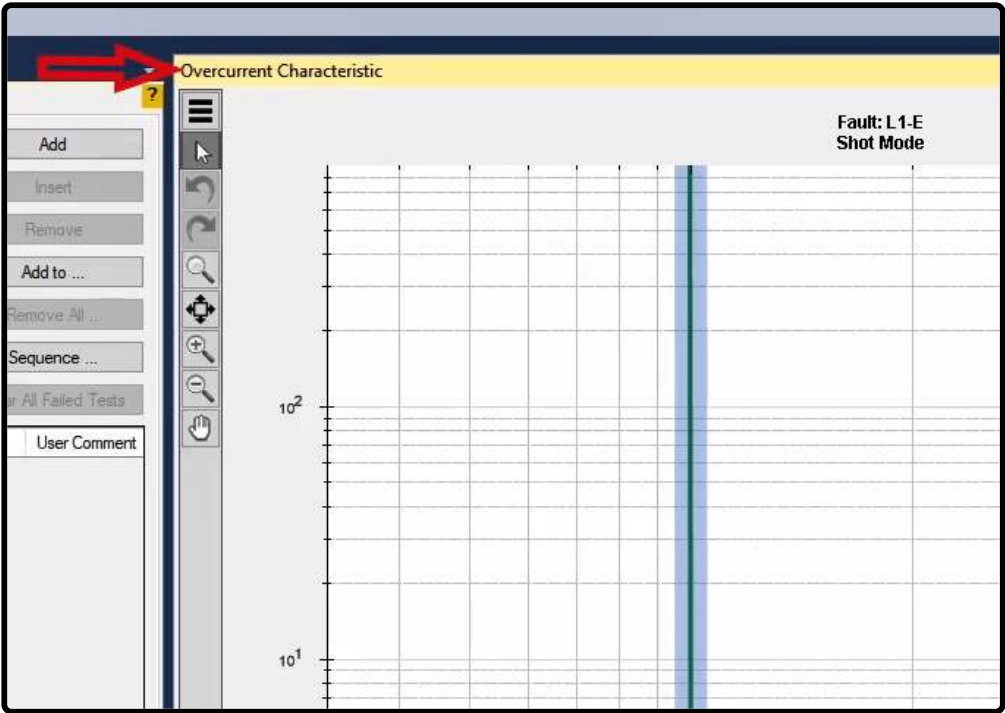 Overcurrent Characteristic
?
Add
Insert
Remove
Add to ...
Remove All ...
Sequence ...
ar All Failed Tests
User Comment
Fault: L1-E
Shot Mode
10²
10¹